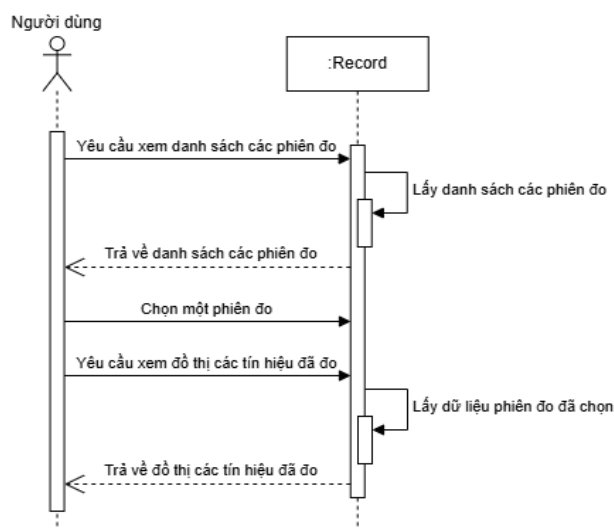 Người dùng
:Record
Yêu cầu xem danh sách các phiên đo
Lấy danh sách các phiên đo
Trả về danh sách các phiên đo
Chọn một phiên đo
Yêu cầu xem đồ thị các tín hiệu đã đo
Lấy dữ liệu phiên đo đã chọn
Trả về đồ thị các tín hiệu đã đo